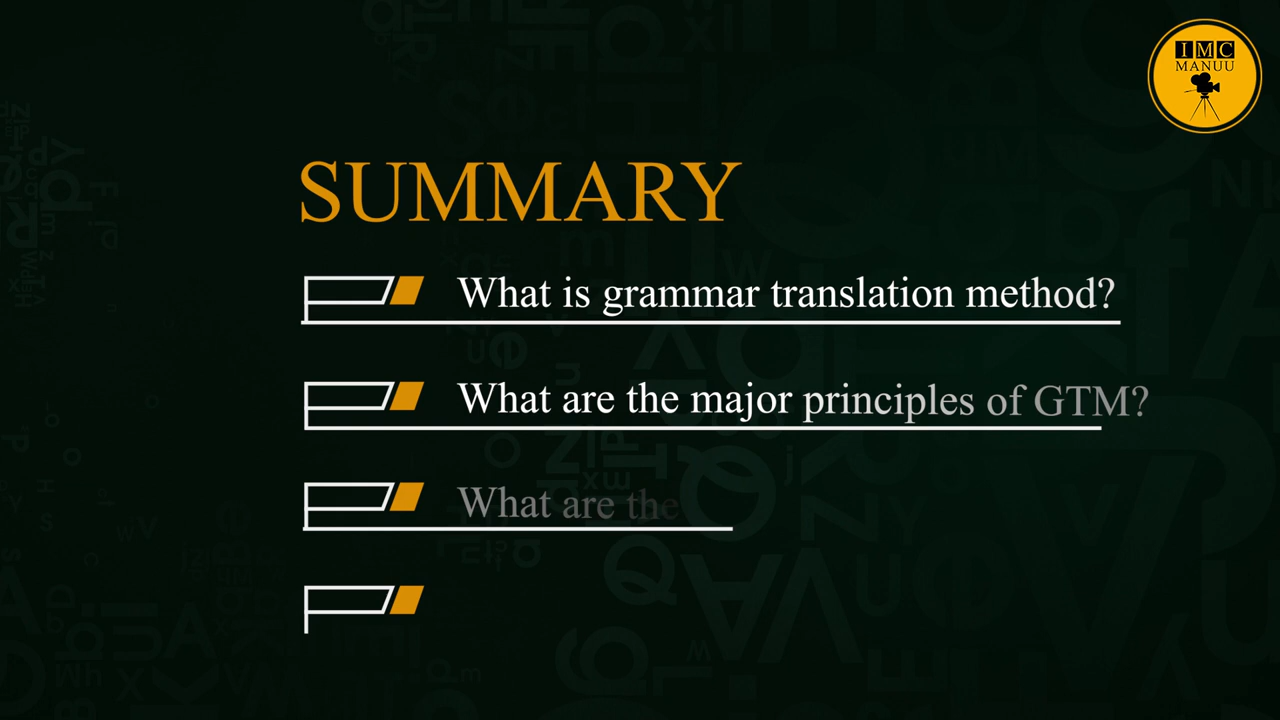 IMC
MANUU
SUMMARY
What is grammar translation method?
What are the major principles of GTM?
What are the